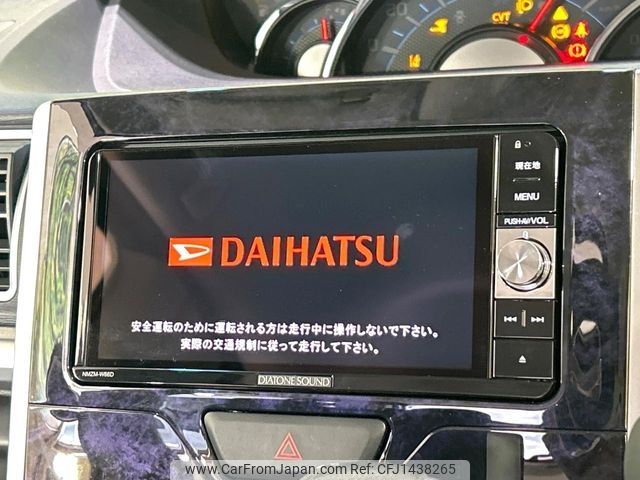 CVT
現在地
MENU
PUSH-AV/VOL
DAIHATSU
安全運転のために運転される方は走行中に操作しないで下さい。
実際の交通規制に従って走行して下さい。
NMZM-W66D
DIATONE SOUND
© CarFromJapan https://carfromjapan.com CFJ1438265